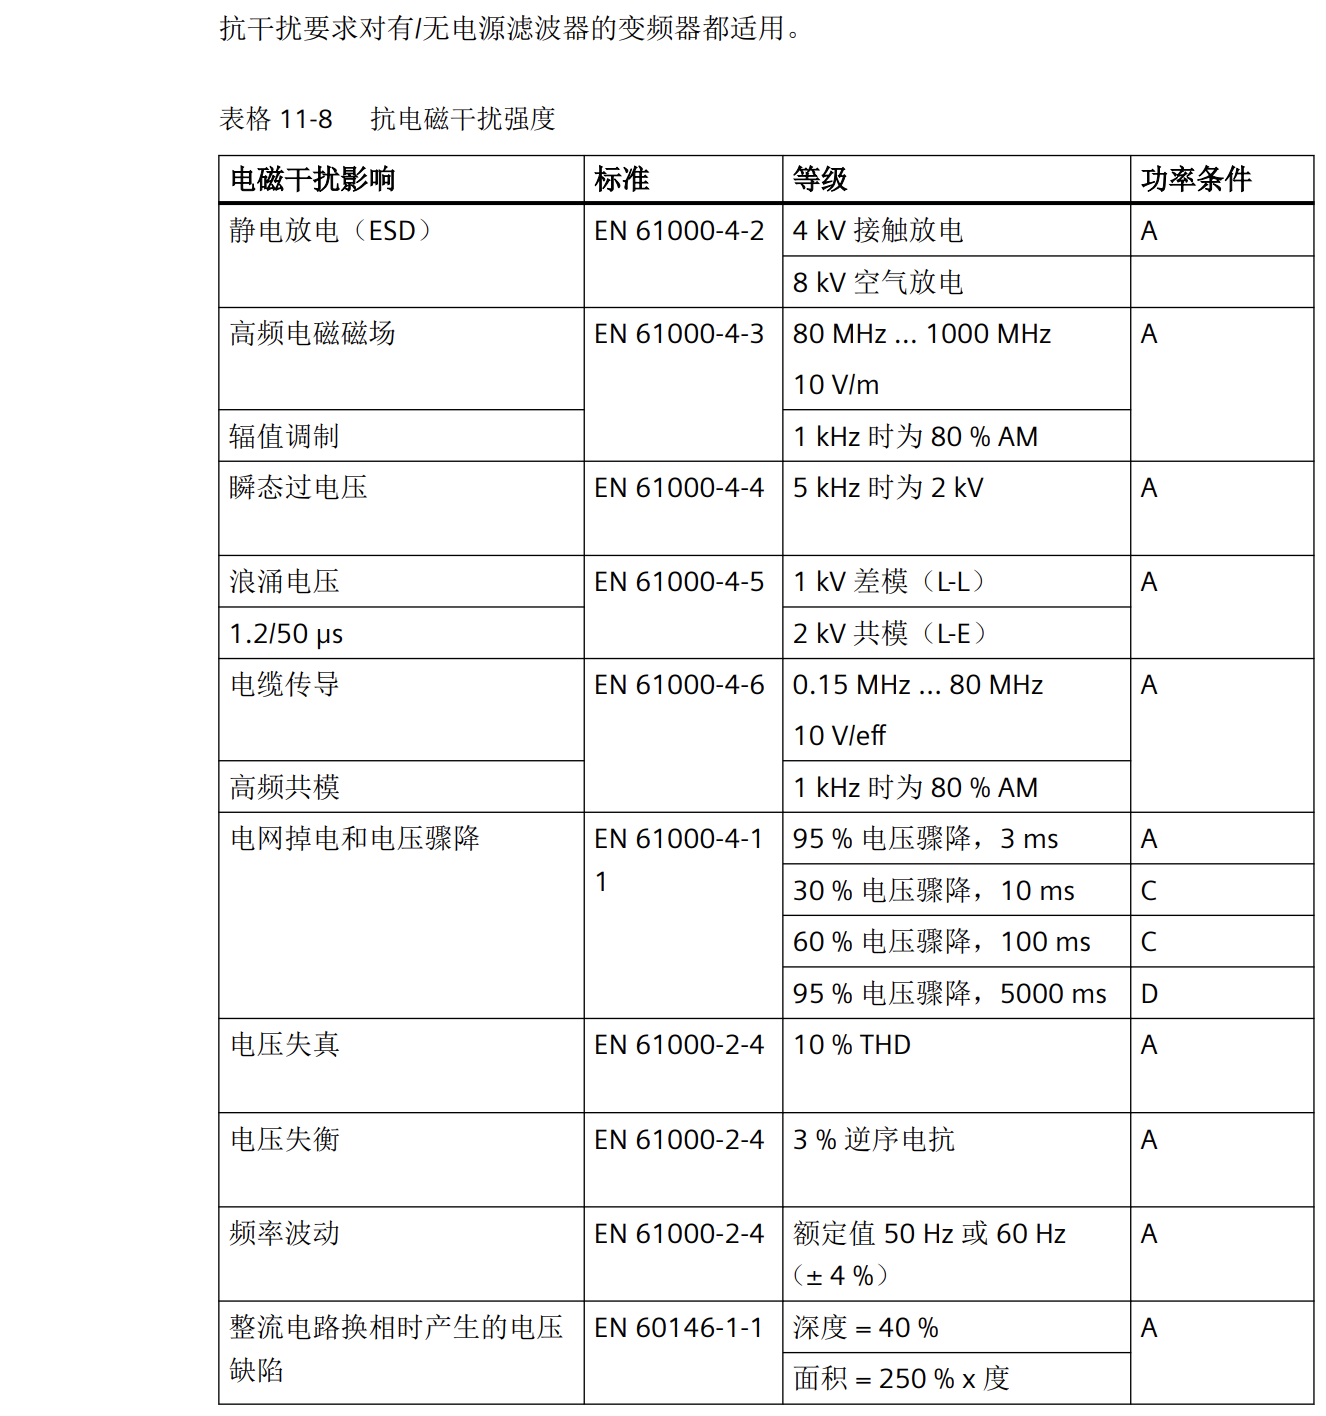 抗干扰要求对有/无电源滤波器的变频器都适用。
表格 11-8 抗电磁干扰强度
电磁干扰影响 标准 等级 功率条件
静电放电（ESD） EN 61000-4-2 4 kV 接触放电 A
8 kV 空气放电
高频电磁磁场 EN 61000-4-3 80 MHz ... 1000 MHz A
10 V/m
辐值调制 1 kHz 时为 80 % AM
瞬态过电压 EN 61000-4-4 5 kHz 时为 2 kV A
浪涌电压 EN 61000-4-5 1 kV 差模（L-L） A
1.2/50 μs 2 kV 共模（L-E）
电缆传导 EN 61000-4-6 0.15 MHz ... 80 MHz A
10 V/eff
高频共模 1 kHz 时为 80 % AM
电网掉电和电压骤降 EN 61000-4-1 95 % 电压骤降，3 ms A
1 30 % 电压骤降，10 ms C
60 % 电压骤降，100 ms C
95 % 电压骤降，5000 ms D
电压失真 EN 61000-2-4 10 % THD A
电压失衡 EN 61000-2-4 3 % 逆序电抗 A
频率波动 EN 61000-2-4 额定值 50 Hz 或 60 Hz A
（± 4 %）
整流电路换相时产生的电压 EN 60146-1-1 深度 = 40 % A
缺陷 面积 = 250 % x 度